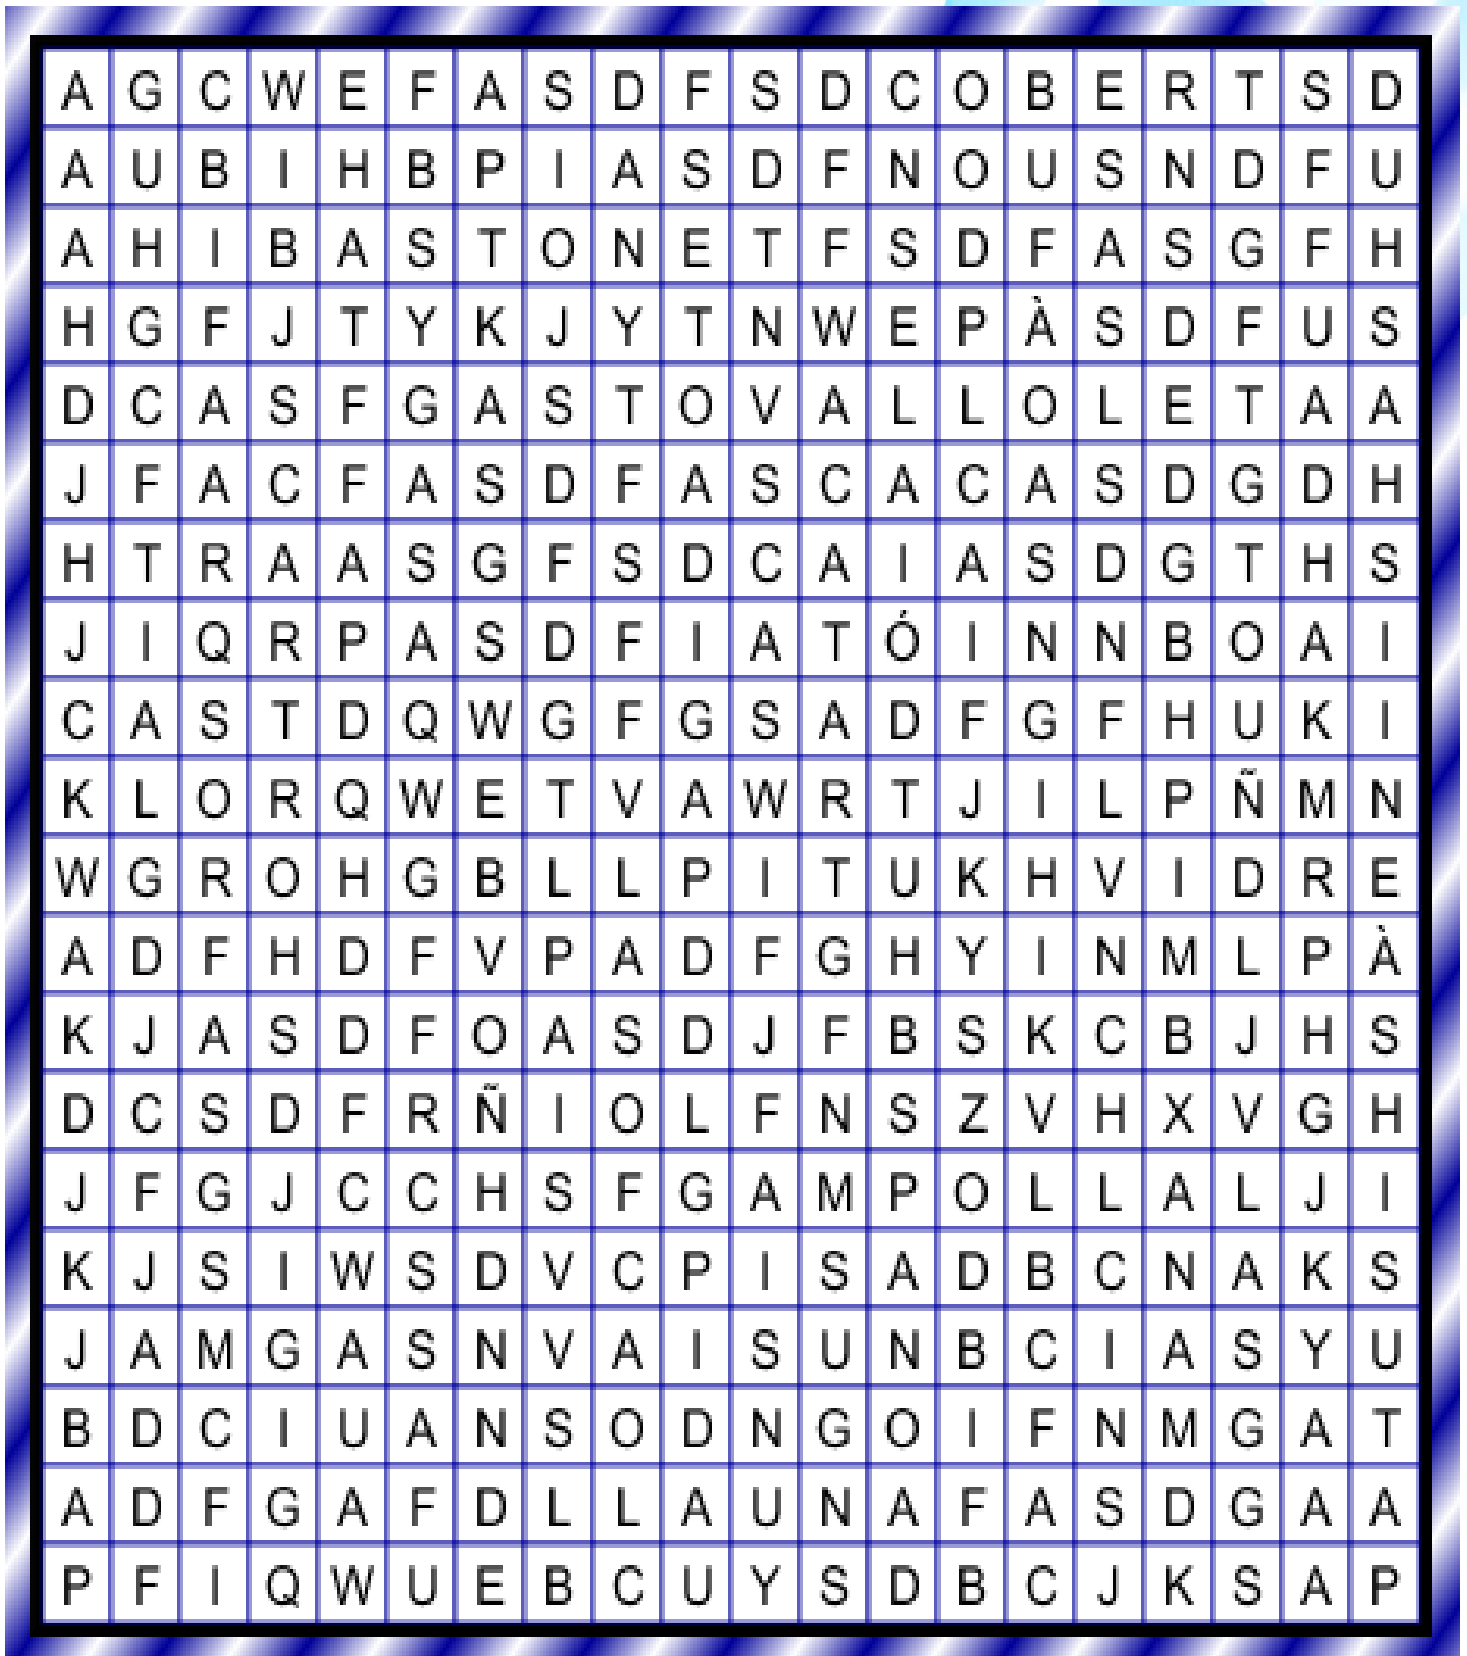 A G C W E F A S D F S D C O B E R T S D
A U B I H B P I A S D F N O U S N D F U
A H I B A S T O N E T F S D F A S G F H
H G F J T Y K J Y T N W E P À S D F U S
D C A S F G A S T O V A L L O L E T A A
J F A C F A S D F A S C A C A S D G D H
H T R A A S G F S D C A I A S D G T H S
J I Q R P A S D F I A T Ó I N N B O A I
C A S T D Q W G F G S A D F G F H U K I
K L O R Q W E T V A W R T J I L P Ñ M N
W G R O H G B L L P I T U K H V I D R E
A D F H D F V P A D F G H Y I N M L P À
K J A S D F O A S D J F B S K C B J H S
D C S D F R Ñ I O L F N S Z V H X V G H
J F G J C C H S F G A M P O L L A L J I
K J S I W S D V C P I S A D B C N A K S
J A M G A S N V A I S U N B C I A S Y U
B D C I U A N S O D N G O I F N M G A T
A D F G A F D L L A U N A F A S D G A A
P F I Q W U E B C U Y S D B C J K S A P